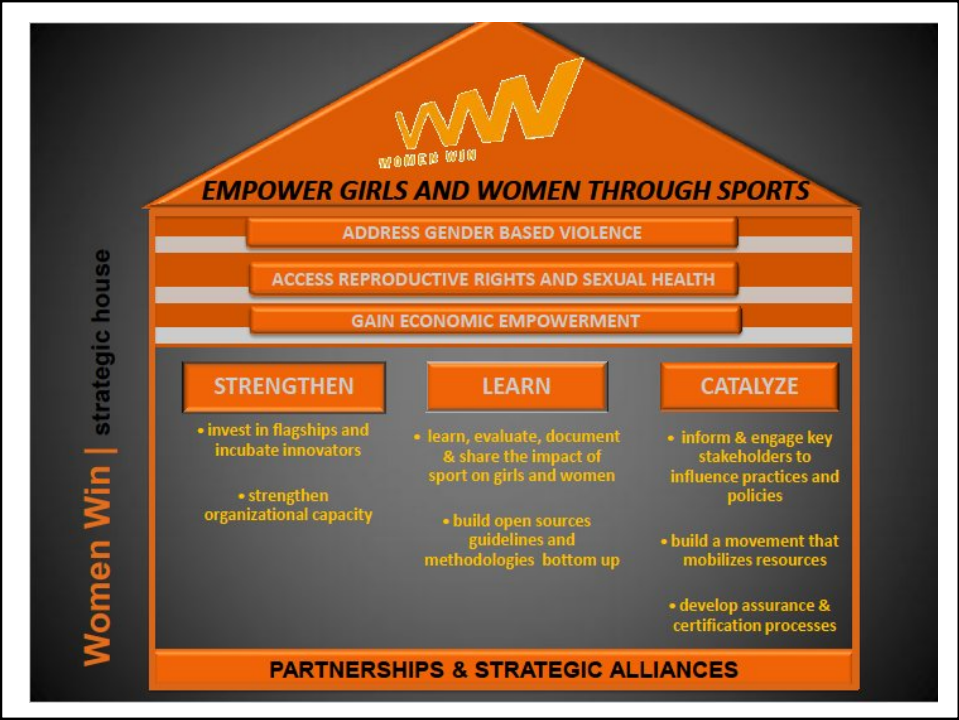 WOMEN WIN
EMPOWER GIRLS AND WOMEN THROUGH SPORTS
ADDRESS GENDER BASED VIOLENCE
ACCESS REPRODUCTIVE RIGHTS AND SEXUAL HEALTH
GAIN ECONOMIC EMPOWERMENT
STRENGTHEN
• invest in flagships and
incubate innovators
• strengthen
organizational capacity
LEARN
• learn, evaluate, document
& share the impact of
sport on girls and women
• build open sources
guidelines and
methodologies bottom up
CATALYZE
• inform & engage key
stakeholders to
influence practices and
policies
• build a movement that
mobilizes resources
• develop assurance &
certification processes
PARTNERSHIPS & STRATEGIC ALLIANCES
Women Win | strategic house